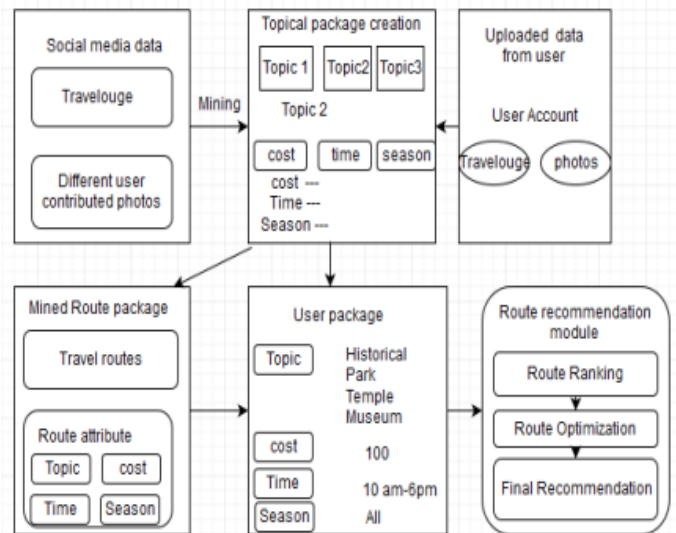 Social media data
Travelouge
Different user
contributed photos
Mining
Topical package creation
Topic 1
Topic2
Topic3
Topic 2
cost
time
season
cost ---
Time ---
Season ---
Uploaded data
from user
User Account
Travelouge
photos
Mined Route package
Travel routes
Route attribute
Topic
cost
Time
Season
User package
Topic
Historical
Park
Temple
Museum
cost
100
Time
10 am-6pm
Season
All
Route recommendation
module
Route Ranking
Route Optimization
Final Recommendation